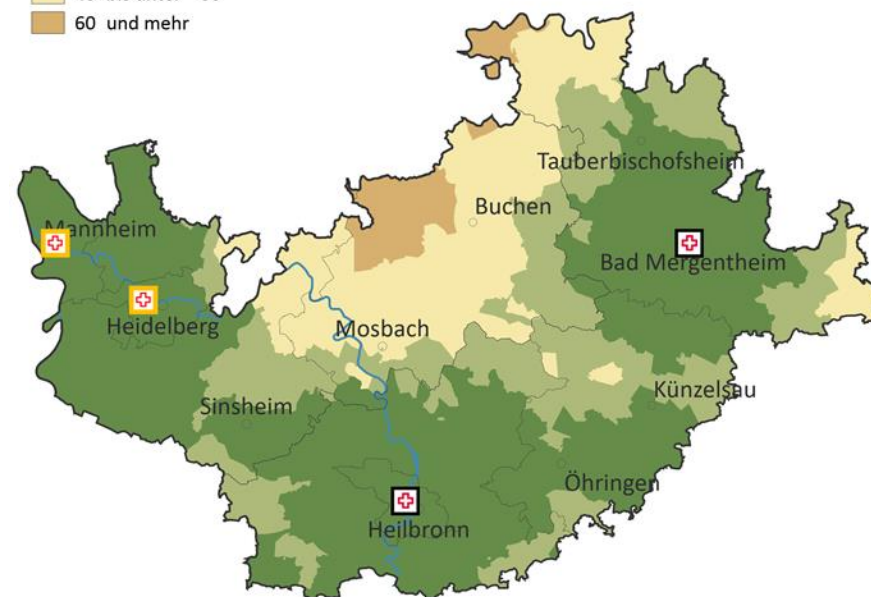 60 und mehr
Tauberbischofsheim
Buchen
Mannheim
Bad Mergentheim
Heidelberg
Mosbach
Künzelsau
Sinsheim
Öhringen
Heilbronn